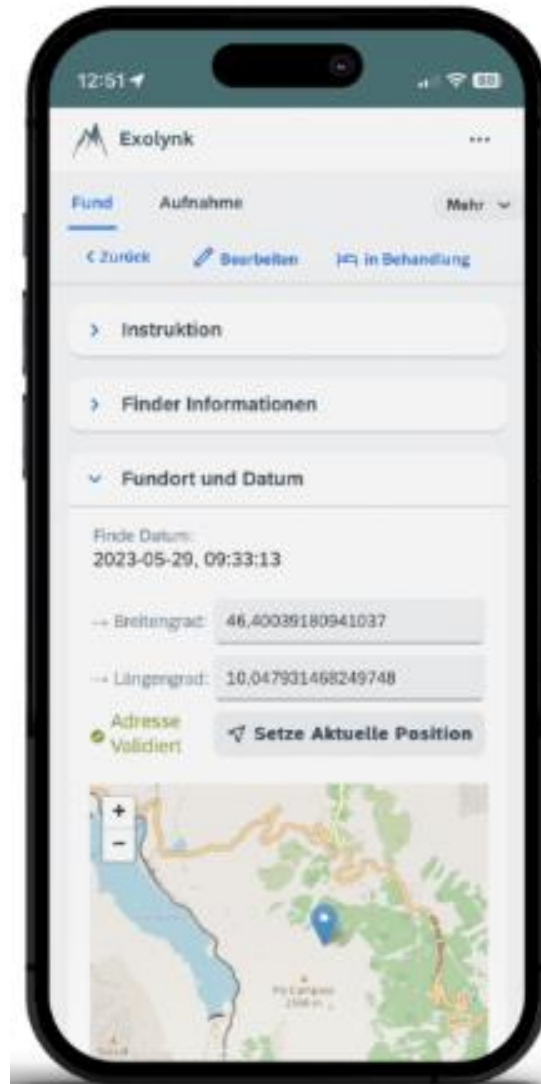 12:51
Exolynk
Fund Aufnahme Mehr
Zurück Bearbeiten in Behandlung
Instruktion
Finder Informationen
Fundort und Datum
Finde Datum:
2023-05-29, 09:33:13
→ Breitengrad: 46,40039180941037
→ Längengrad: 10,047931468249748
Adresse
Validiert
Setze Aktuelle Position
+
−